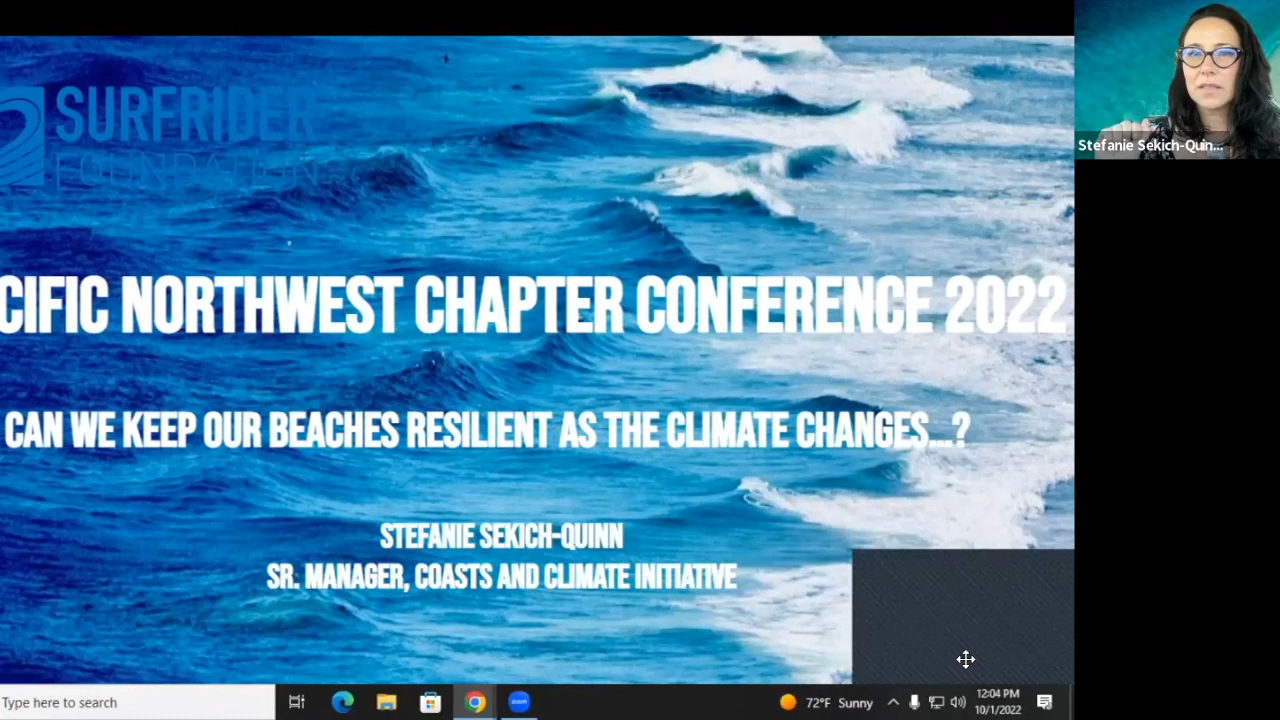 SURFRIDER
FOUNDATION
CIFIC NORTHWEST CHAPTER CONFERENCE 2022
CAN WE KEEP OUR BEACHES RESILIENT AS THE CLIMATE CHANGES...?
STEFANIE SEKICH-QUINN
SR. MANAGER, COASTS AND CLIMATE INITIATIVE
Stefanie Sekich-Quin...
Type here to search
zoom
72°F Sunny
12:04 PM
10/1/2022